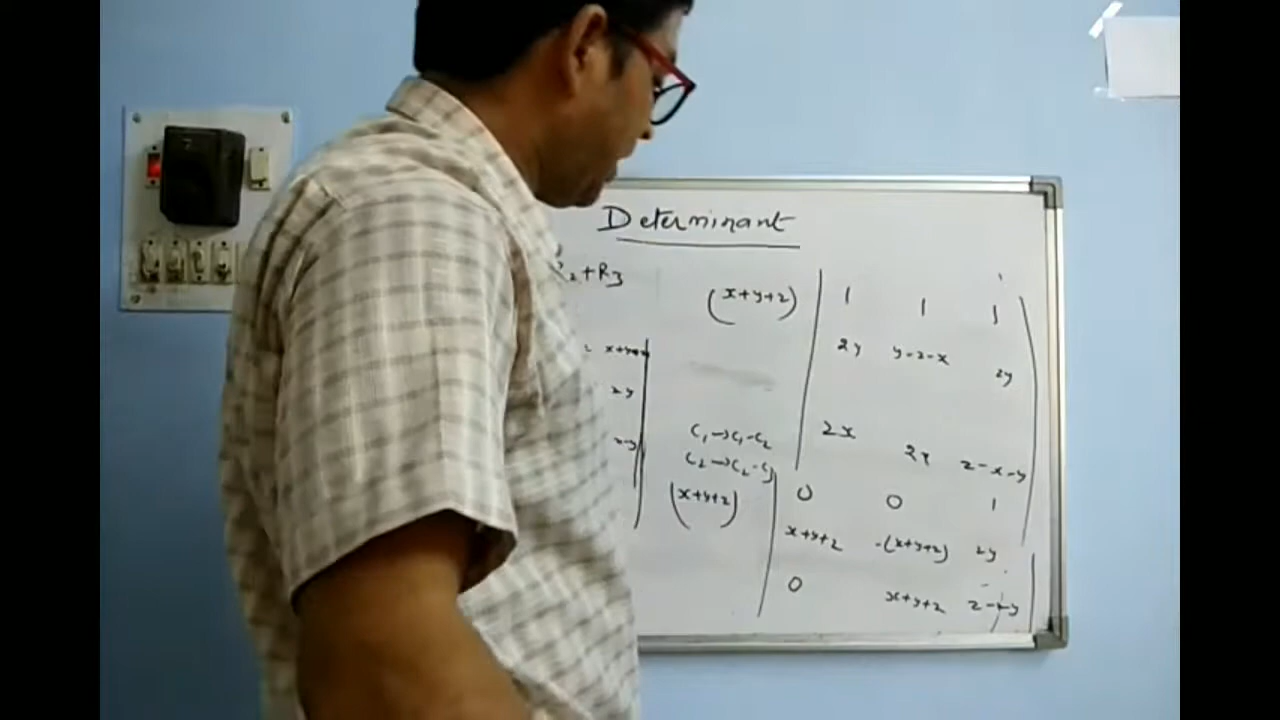 Determinant
R2+R3
(x+y+z) | 1 1 1 |
x+y+z
2y y-z-x 2y
2y
C1→C1-C2
2x 2x z-x-y
x-y
C2→C2-C3
(x+y+z) | 0 0 1 |
x+y+z -(x+y+z) 2y
0 x+y+z z-x-y